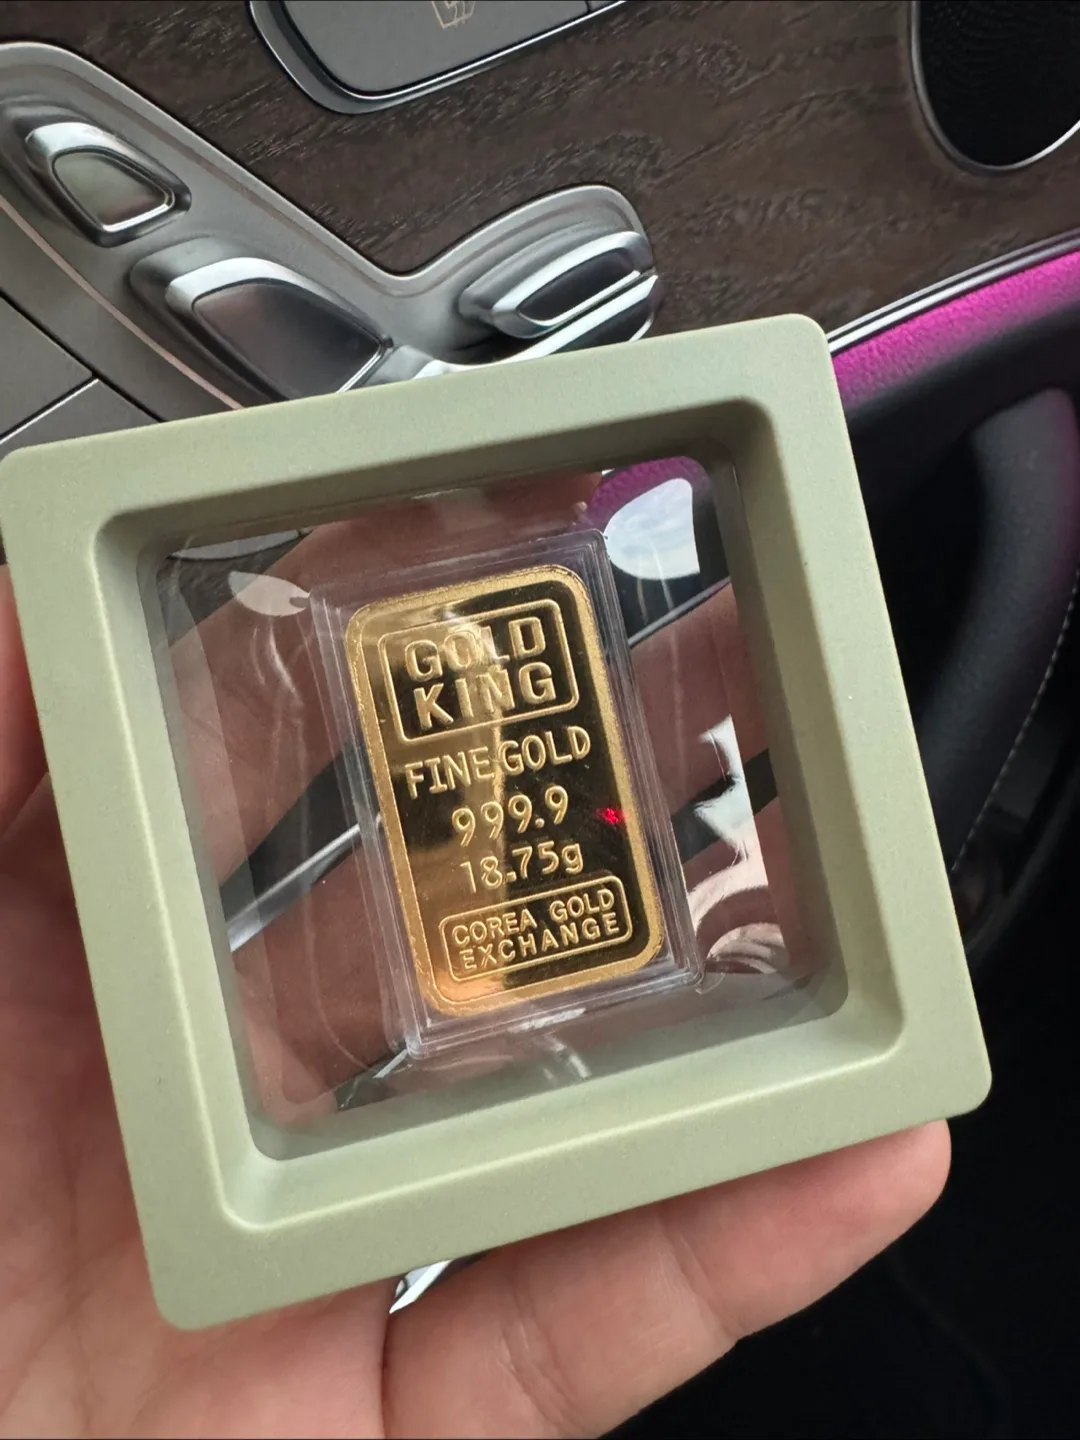 GOLD
KING
FINE GOLD
999.9
18.75g
COREA GOLD
EXCHANGE